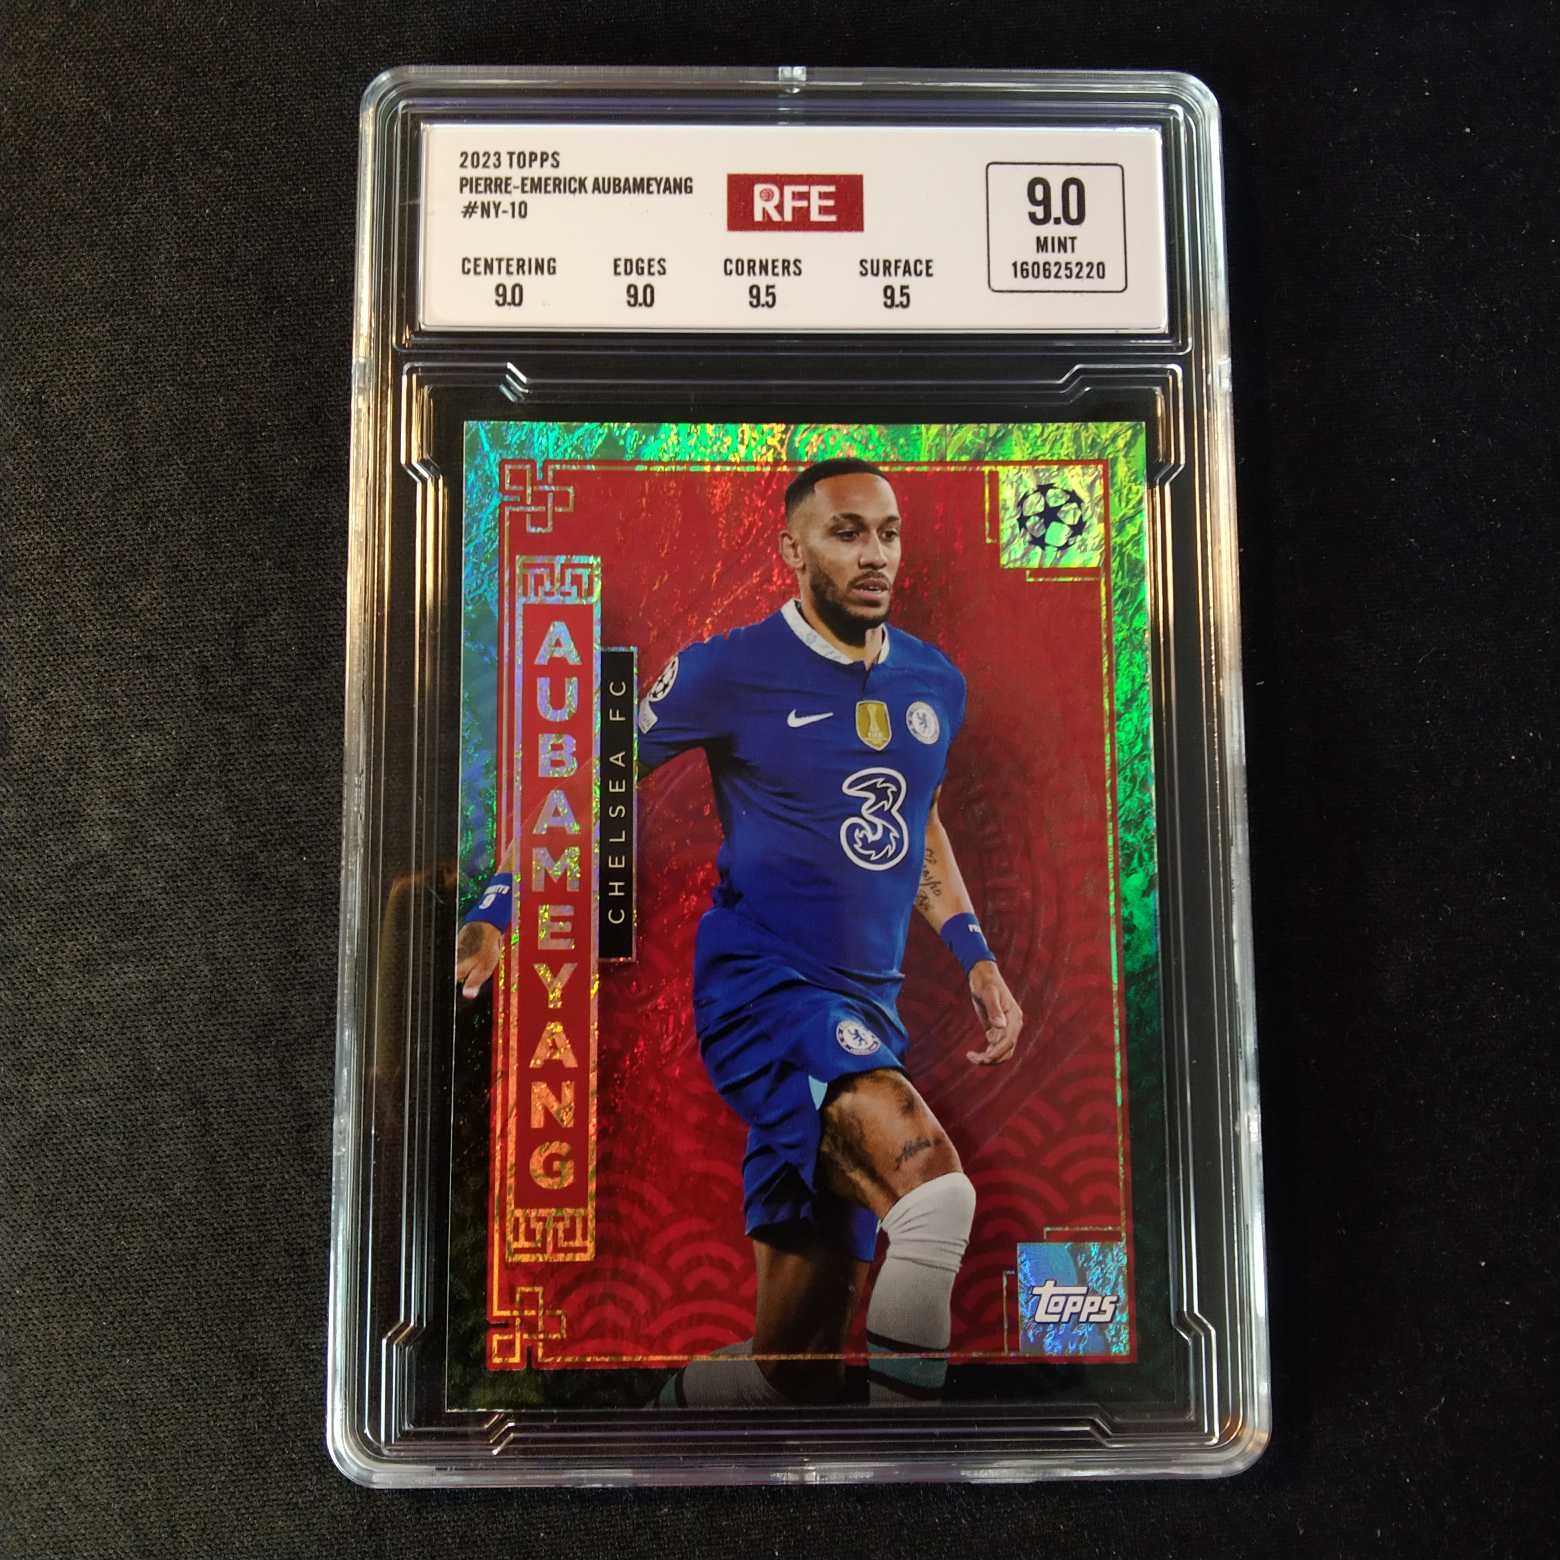 2023 TOPPS
PIERRE-EMERICK AUBAMEYANG
#NY-10
RFE
9.0
MINT
160625220
CENTERING
9.0
EDGES
9.0
CORNERS
9.5
SURFACE
9.5
AUBAMEYANG
CHELSEA FC
3
topps